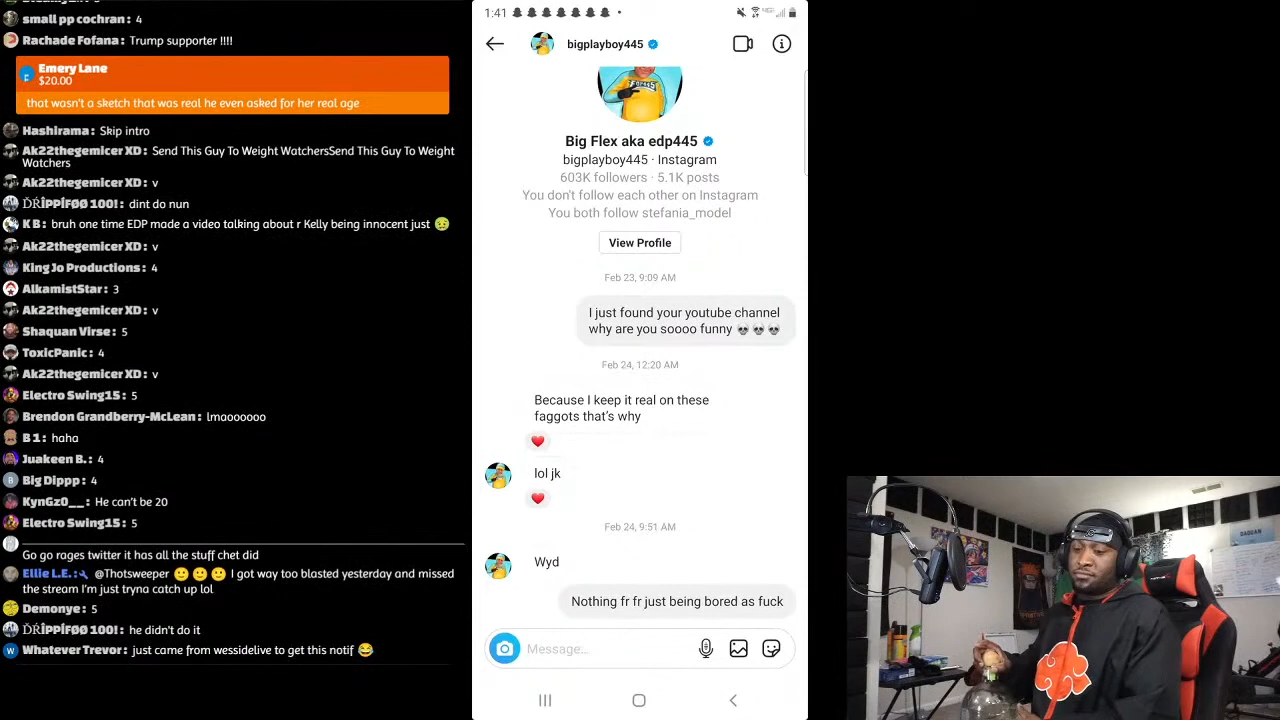 small pp cochran: 4
Rachade Fofana: Trump supporter !!!!
Emery Lane
$20.00
that wasn't a sketch that was real he even asked for her real age
Hashirama: Skip intro
Ak22thegemicer XD: Send This Guy To Weight WatchersSend This Guy To Weight
Watchers
Ak22thegemicer XD: v
ĎŘÎPPÍFØØ 100!: dint do nun
K B: bruh one time EDP made a video talking about r Kelly being innocent just 🤢
Ak22thegemicer XD: v
KIng Jo Productions: 4
AlkamistStar: 3
Ak22thegemicer XD: v
Shaquan Virse: 5
ToxicPanic: 4
Ak22thegemicer XD: v
Electro Swing15: 5
Brendon Grandberry-McLean: lmaoooooo
B 1: haha
Juakeen B.: 4
Big Dippp: 4
KynGz0__: He can't be 20
Electro Swing15: 5
Go go rages twitter it has all the stuff chet did
Ellie L.E.: @Thotsweeper 🙂🙂🙂 I got way too blasted yesterday and missed
the stream I'm just tryna catch up lol
Demonye: 5
ĎŘÎPPÍFØØ 100!: he didn't do it
Whatever Trevor: just came from wessidelive to get this notif 😂
1:41
bigplayboy445
Big Flex aka edp445
bigplayboy445 · Instagram
603K followers · 5.1K posts
You don't follow each other on Instagram
You both follow stefania_model
View Profile
Feb 23, 9:09 AM
I just found your youtube channel
why are you soooo funny 💀💀💀
Feb 24, 12:20 AM
Because I keep it real on these
faggots that's why
lol jk
Feb 24, 9:51 AM
Wyd
Nothing fr fr just being bored as fuck
Message...